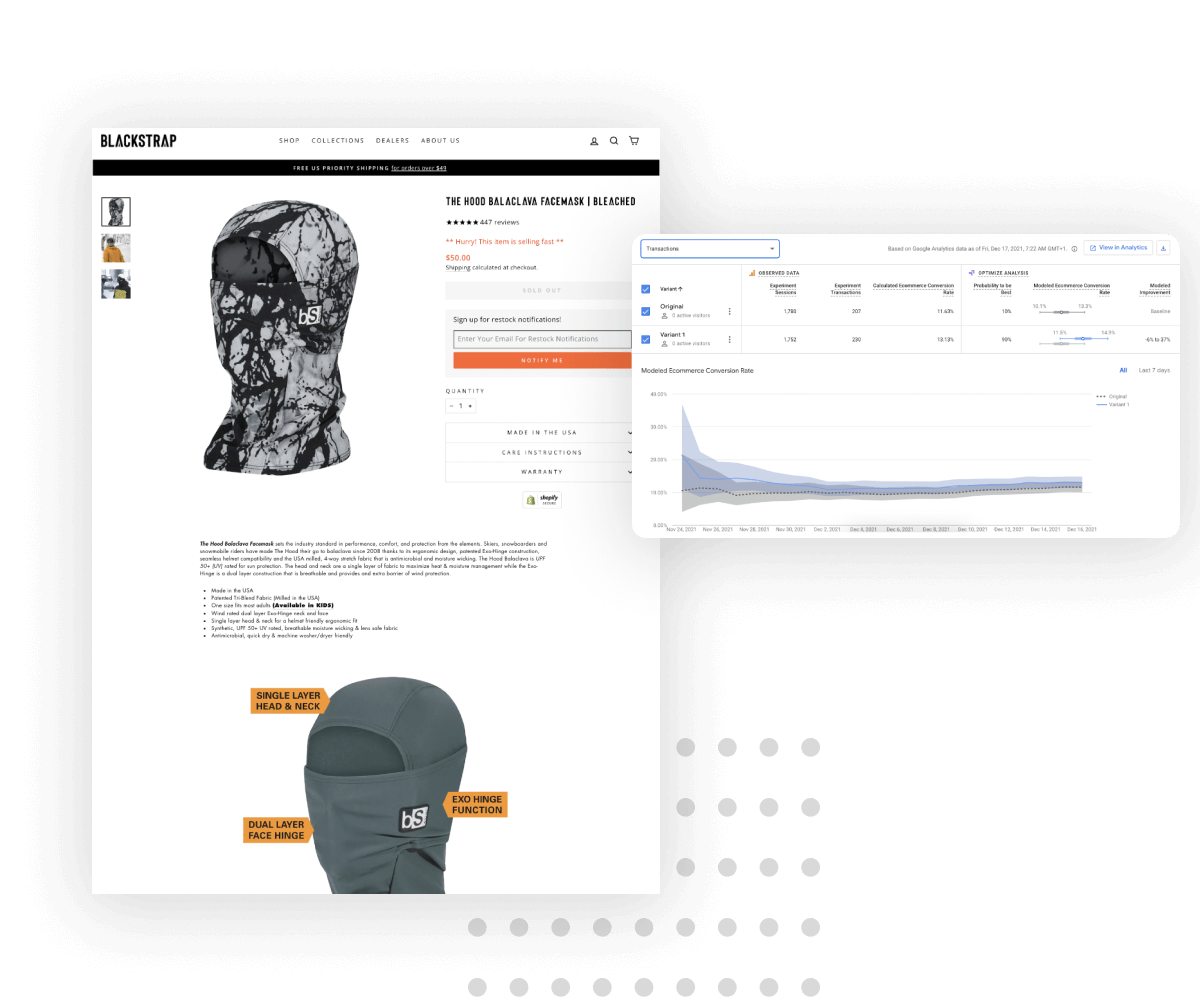 BLACKSTRAP
SHOP COLLECTIONS DEALERS ABOUT US
FREE US PRIORITY SHIPPING for orders over $49
THE HOOD BALACLAVA FACEMASK | BLEACHED
★★★★★ 447 reviews
** Hurry! This item is selling fast **
$50.00
Shipping calculated at checkout.
SOLD OUT
Sign up for restock notifications!
Enter Your Email For Restock Notifications
NOTIFY ME
QUANTITY
− 1 +
MADE IN THE USA
CARE INSTRUCTIONS
WARRANTY
shopify
SECURE
bS
The Hood Balaclava Facemask sets the industry standard in performance, comfort, and protection from the elements. Skiers, snowboarders and
snowmobile riders have made The Hood their go to balaclava since 2008 thanks to its ergonomic design, patented Exo-Hinge construction,
seamless helmet compatibility and the USA milled, 4-way stretch fabric that is antimicrobial and moisture wicking. The Hood Balaclava is UPF
50+ [UV] rated for sun protection. The head and neck are a single layer of fabric to maximize heat & moisture management while the Exo-
Hinge is a dual layer construction that is breathable and provides and extra barrier of wind protection.
• Made in the USA
• Patented Tri-Blend Fabric (Milled in the USA)
• One size fits most adults (Available in KIDS)
• Wind rated dual layer Exo-Hinge neck and face
• Single layer head & neck for a helmet friendly ergonomic fit
• Synthetic, UPF 50+ UV rated, breathable moisture wicking & lens safe fabric
• Antimicrobial, quick dry & machine washer/dryer friendly
SINGLE LAYER
HEAD & NECK
EXO HINGE
FUNCTION
DUAL LAYER
FACE HINGE
bS
Transactions
Based on Google Analytics data as of Fri, Dec 17, 2021, 7:22 AM GMT+1.
View in Analytics
OBSERVED DATA
OPTIMIZE ANALYSIS
Variant
Experiment Sessions
Experiment Transactions
Calculated Ecommerce Conversion Rate
Probability to be Best
Modeled Ecommerce Conversion Rate
Modeled Improvement
Original
0 active visitors
1,780
207
11.63%
10%
10.1% 13.3%
Baseline
Variant 1
0 active visitors
1,752
230
13.13%
90%
11.5% 14.9%
-6% to 37%
Modeled Ecommerce Conversion Rate
All Last 7 days
Original
Variant 1
40.00%
30.00%
20.00%
10.00%
0.00%
Nov 24, 2021 Nov 26, 2021 Nov 28, 2021 Nov 30, 2021 Dec 2, 2021 Dec 4, 2021 Dec 6, 2021 Dec 8, 2021 Dec 10, 2021 Dec 12, 2021 Dec 14, 2021 Dec 16, 2021